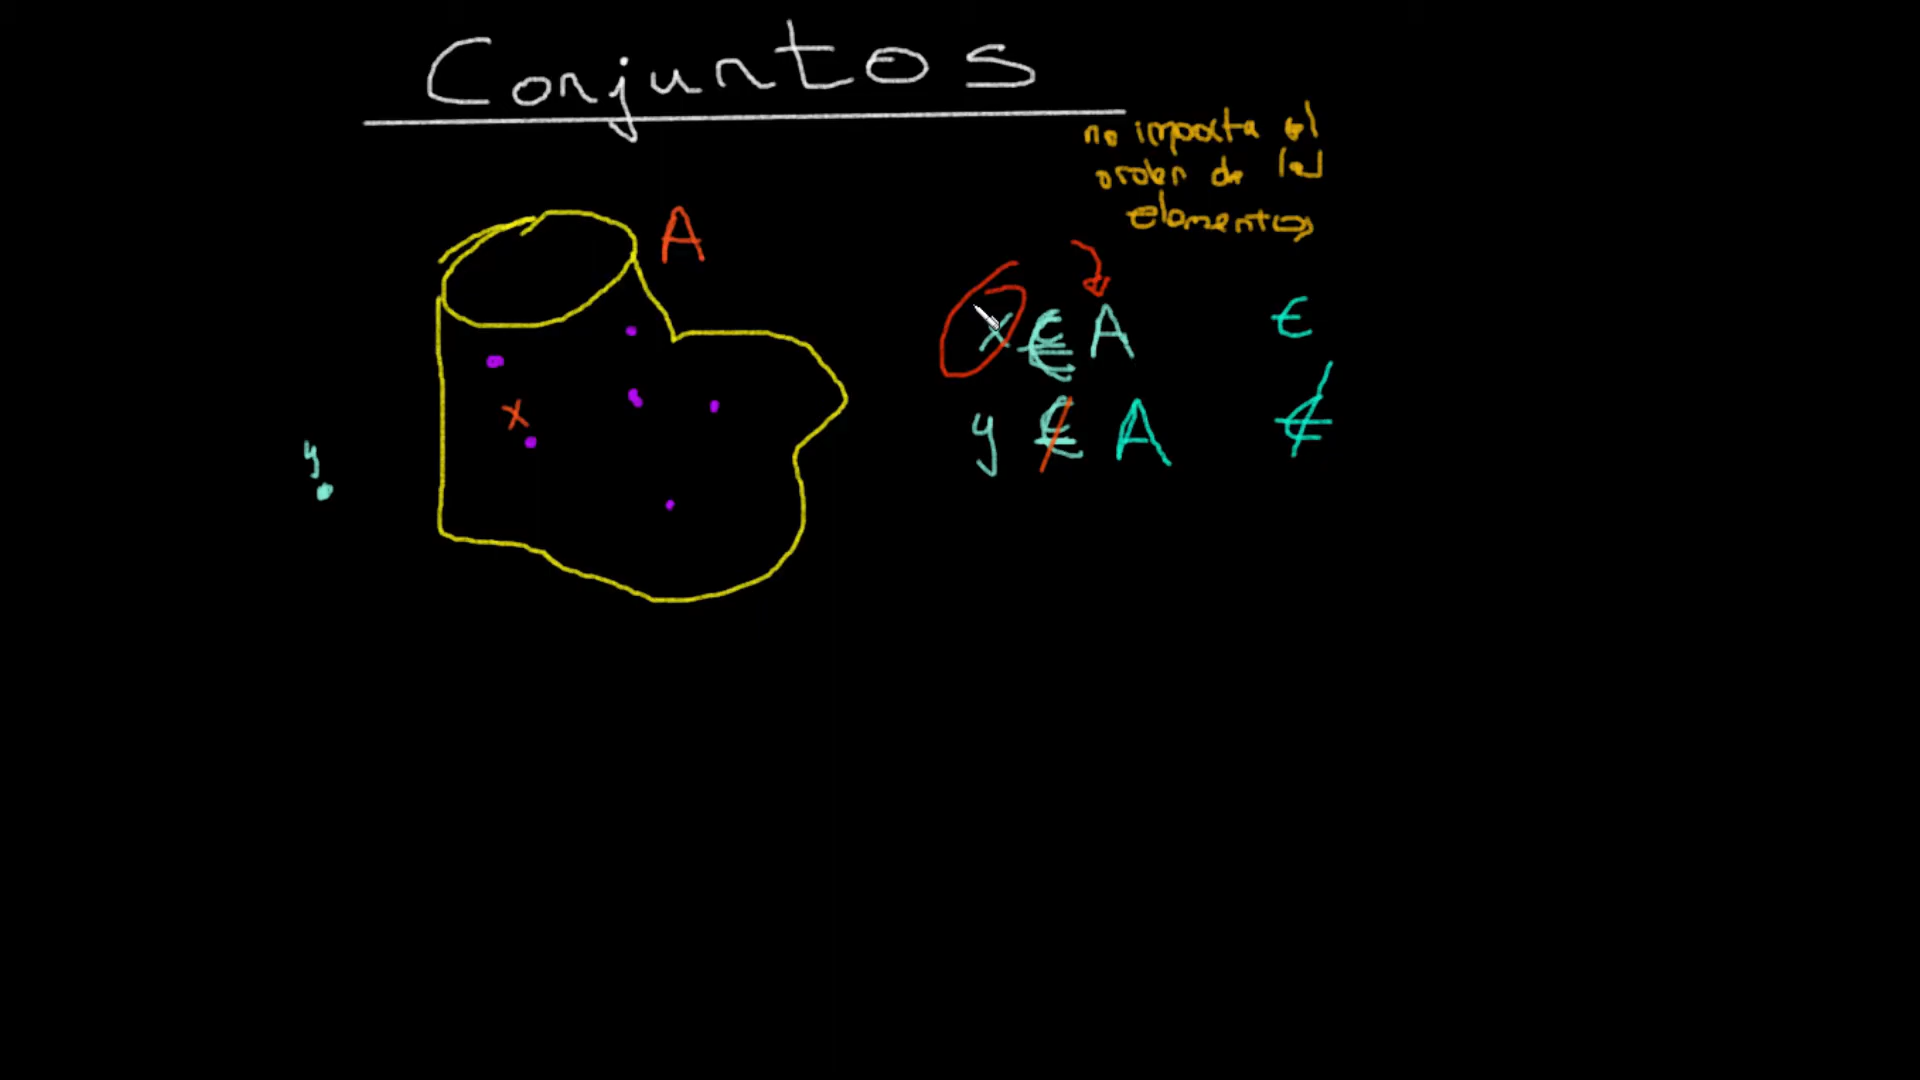 Conjuntos
no importa el
orden de los
elementos
A
x ∈ A ∈
x
y ∉ A ∉
y